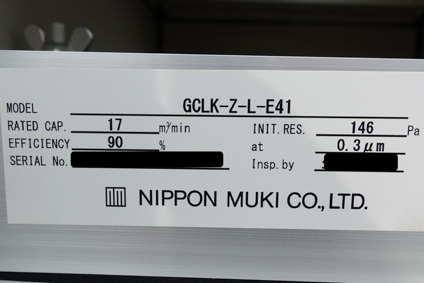 MODEL GCLK-Z-L-E41
RATED CAP. 17 m³/min INIT. RES. 146 Pa
EFFICIENCY 90 % at 0.3μm
SERIAL No. Insp. by
NIPPON MUKI CO., LTD.